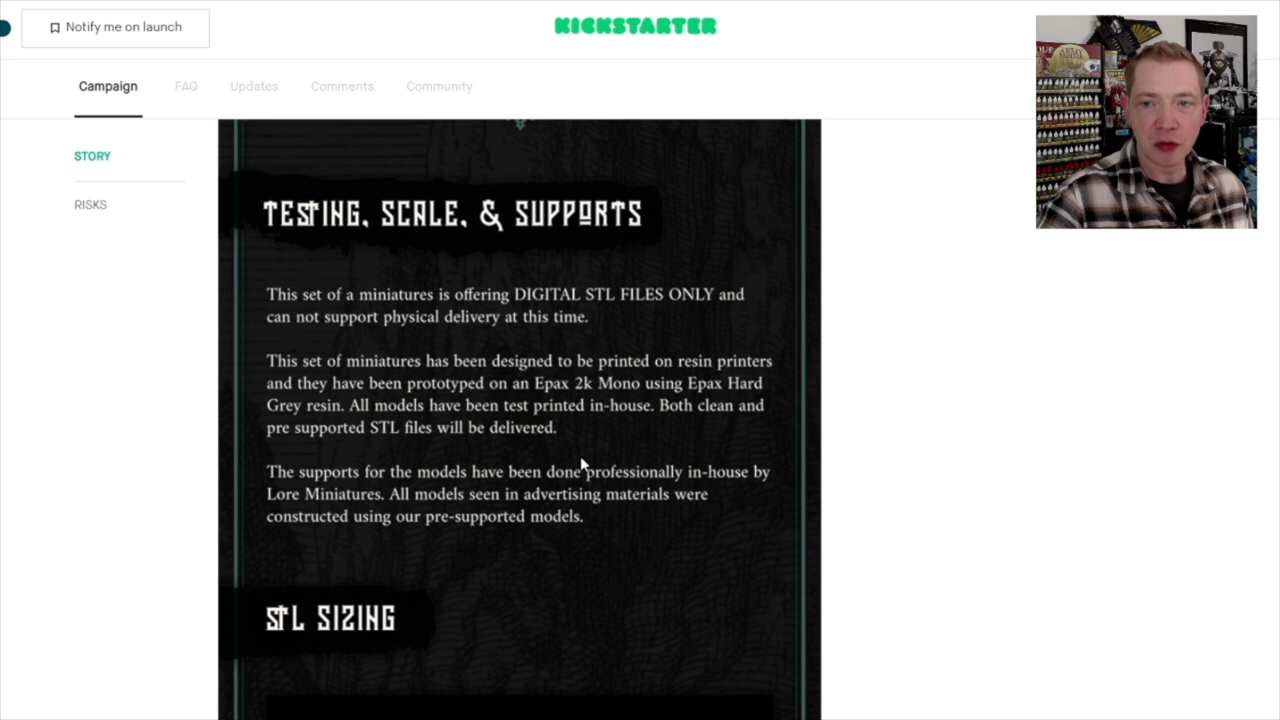 Notify me on launch
KICKSTARTER
Campaign
FAQ
Updates
Comments
Community
STORY
RISKS
TESTING, SCALE, & SUPPORTS
This set of a miniatures is offering DIGITAL STL FILES ONLY and
can not support physical delivery at this time.
This set of miniatures has been designed to be printed on resin printers
and they have been prototyped on an Epax 2k Mono using Epax Hard
Grey resin. All models have been test printed in-house. Both clean and
pre supported STL files will be delivered.
The supports for the models have been done professionally in-house by
Lore Miniatures. All models seen in advertising materials were
constructed using our pre-supported models.
STL SIZING